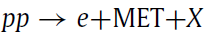 pp → e+MET+X